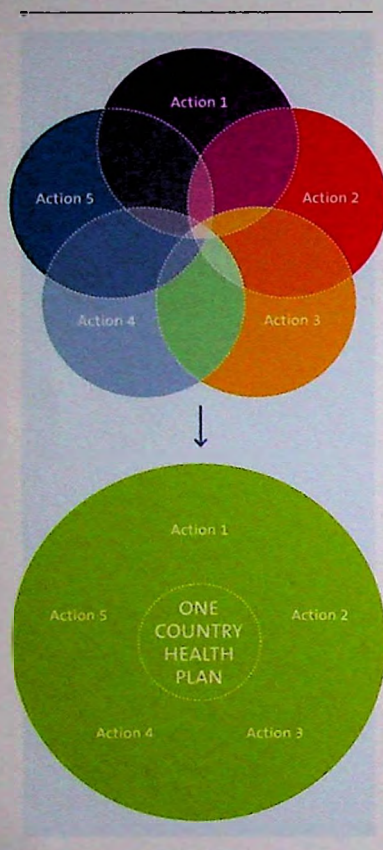 Action 1
Action 5
Action 2
Action 4
Action 3
Action 1
Action 5
Action 2
ONE
COUNTRY
HEALTH
PLAN
Action 4
Action 3